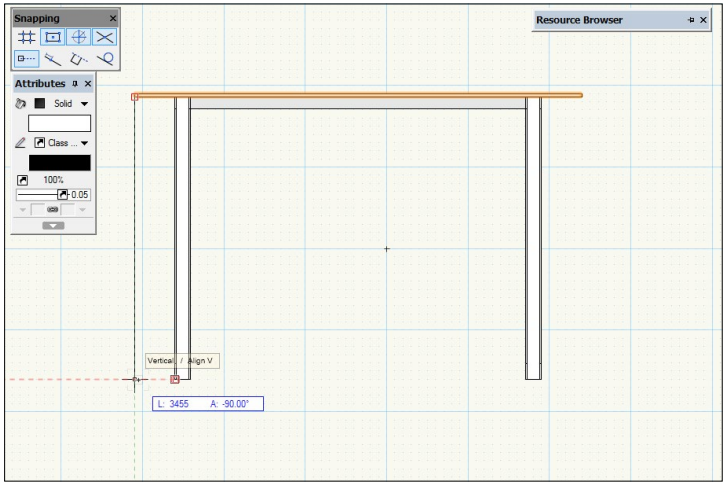 Snapping
Resource Browser
Attributes
Solid
Class ...
100%
0.05
Vertical / Align V
L: 3455 A: -90.00°